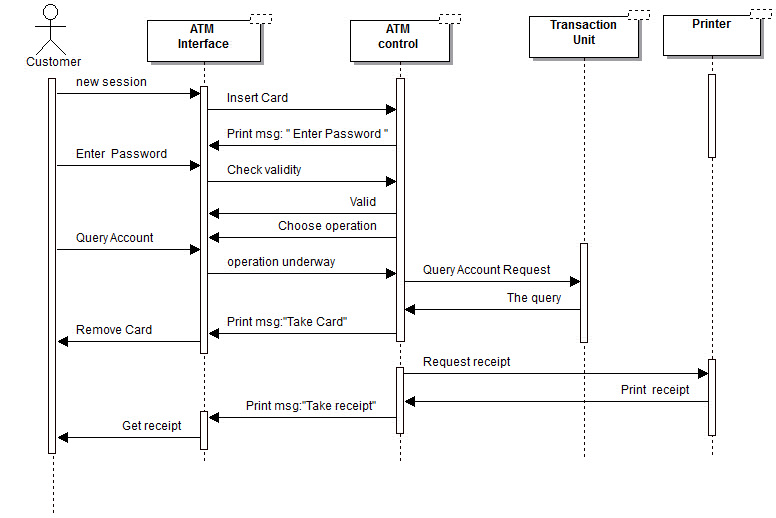 Customer
ATM
Interface
ATM
control
Transaction
Unit
Printer
new session
Insert Card
Print msg: " Enter Password "
Enter Password
Check validity
Valid
Choose operation
Query Account
operation underway
Query Account Request
The query
Print msg:"Take Card"
Remove Card
Request receipt
Print receipt
Print msg:"Take receipt"
Get receipt